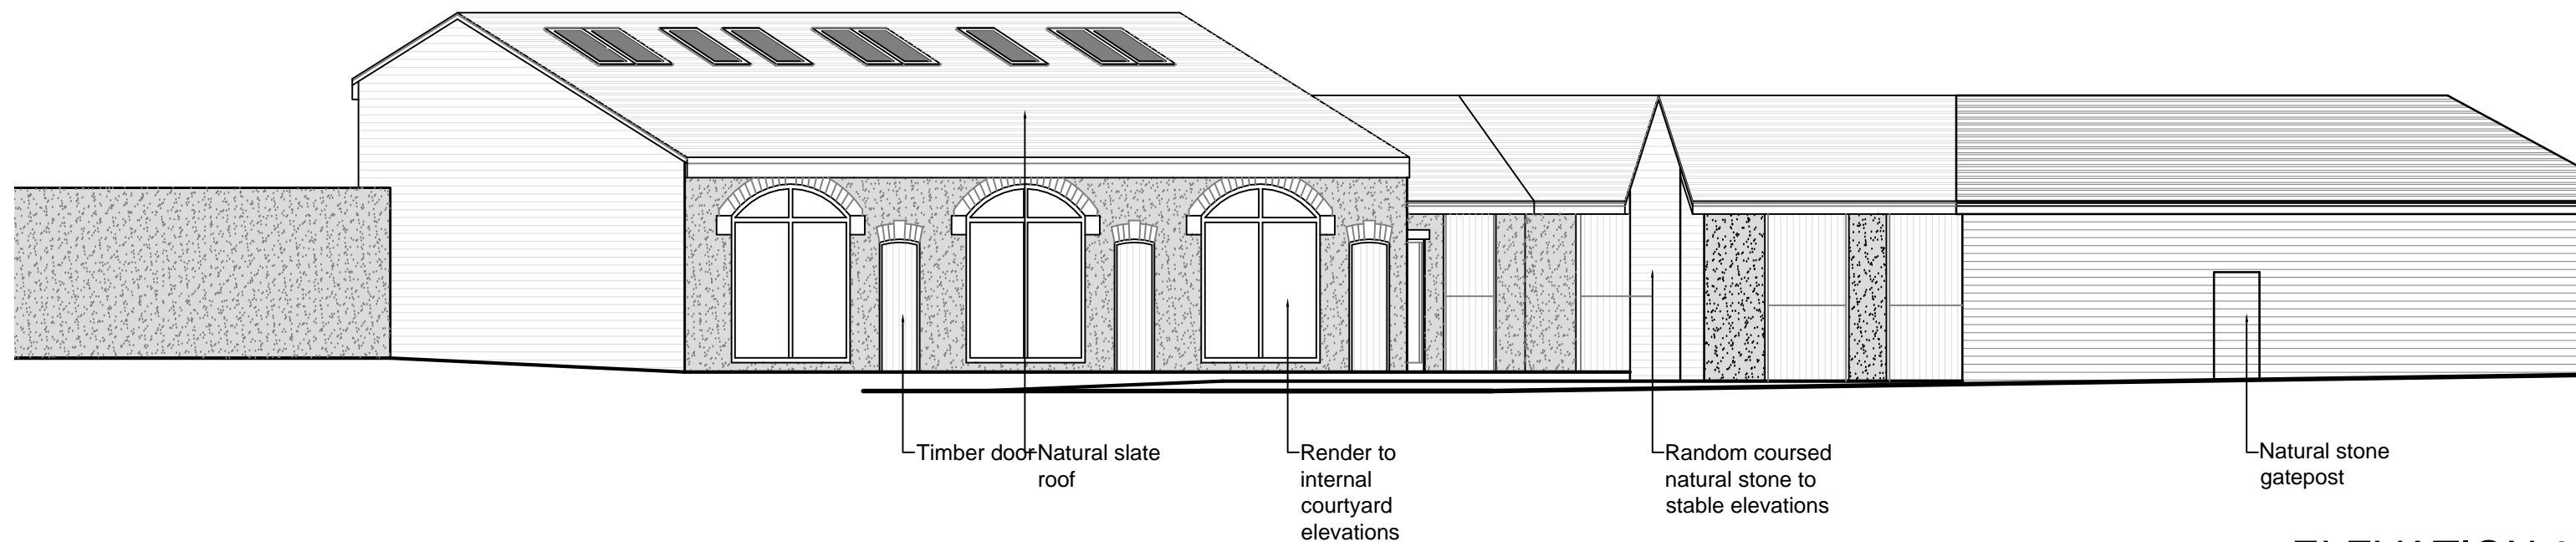 Timber door
Natural slate
roof
Render to
internal
courtyard
elevations
Random coursed
natural stone to
stable elevations
Natural stone
gatepost